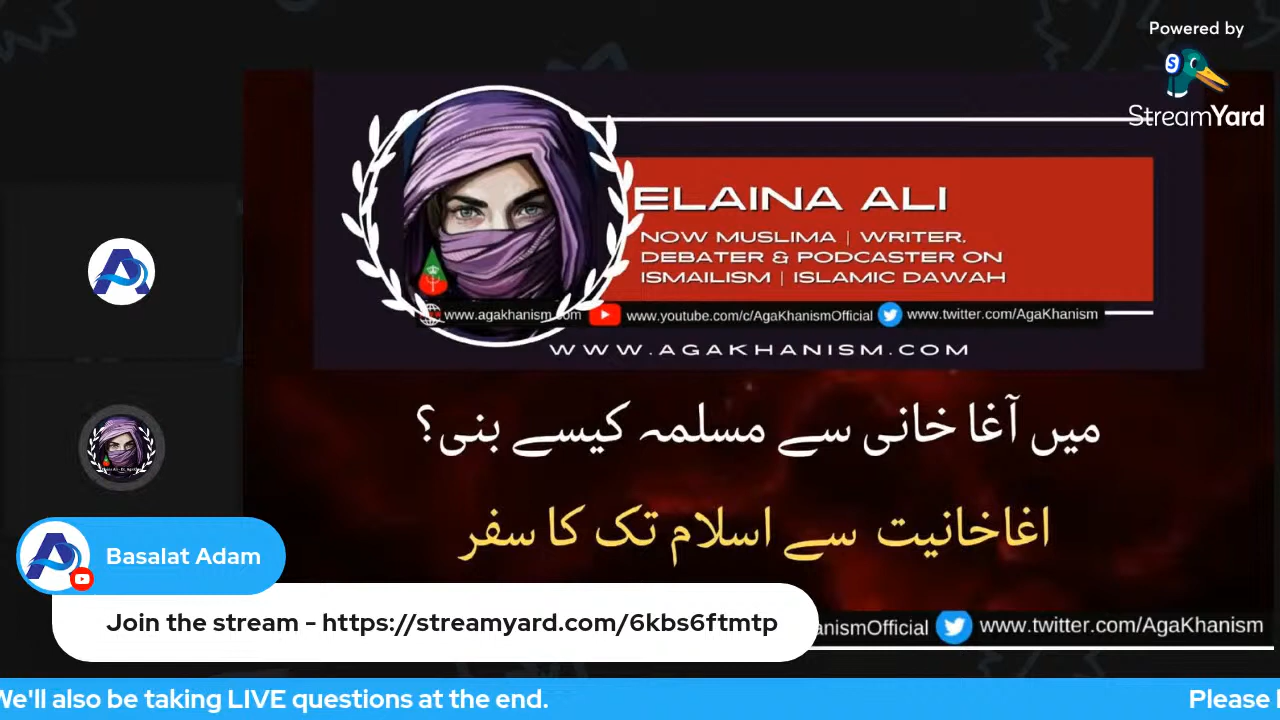 Powered by
StreamYard
ELAINA ALI
NOW MUSLIMA | WRITER,
DEBATER & PODCASTER ON
ISMAILISM | ISLAMIC DAWAH
www.agakhanism.com www.youtube.com/c/AgaKhanismOfficial www.twitter.com/AgaKhanism
WWW.AGAKHANISM.COM
میں آغا خانی سے مسلمہ کیسے بنی؟
اغاخانیت سے اسلام تک کا سفر
Basalat Adam
Join the stream - https://streamyard.com/6kbs6ftmtp
anismOfficial www.twitter.com/AgaKhanism
We'll also be taking LIVE questions at the end. Please